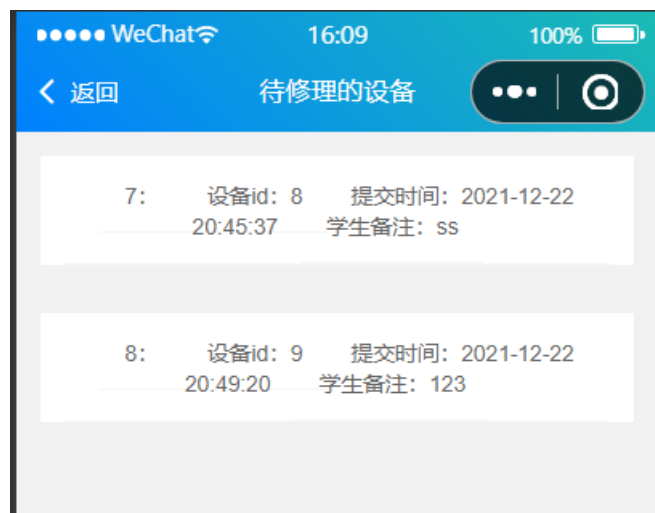 ●●●●● WeChat 16:09 100%
返回 待修理的设备
7: 设备id: 8 提交时间: 2021-12-22
20:45:37 学生备注: ss
8: 设备id: 9 提交时间: 2021-12-22
20:49:20 学生备注: 123